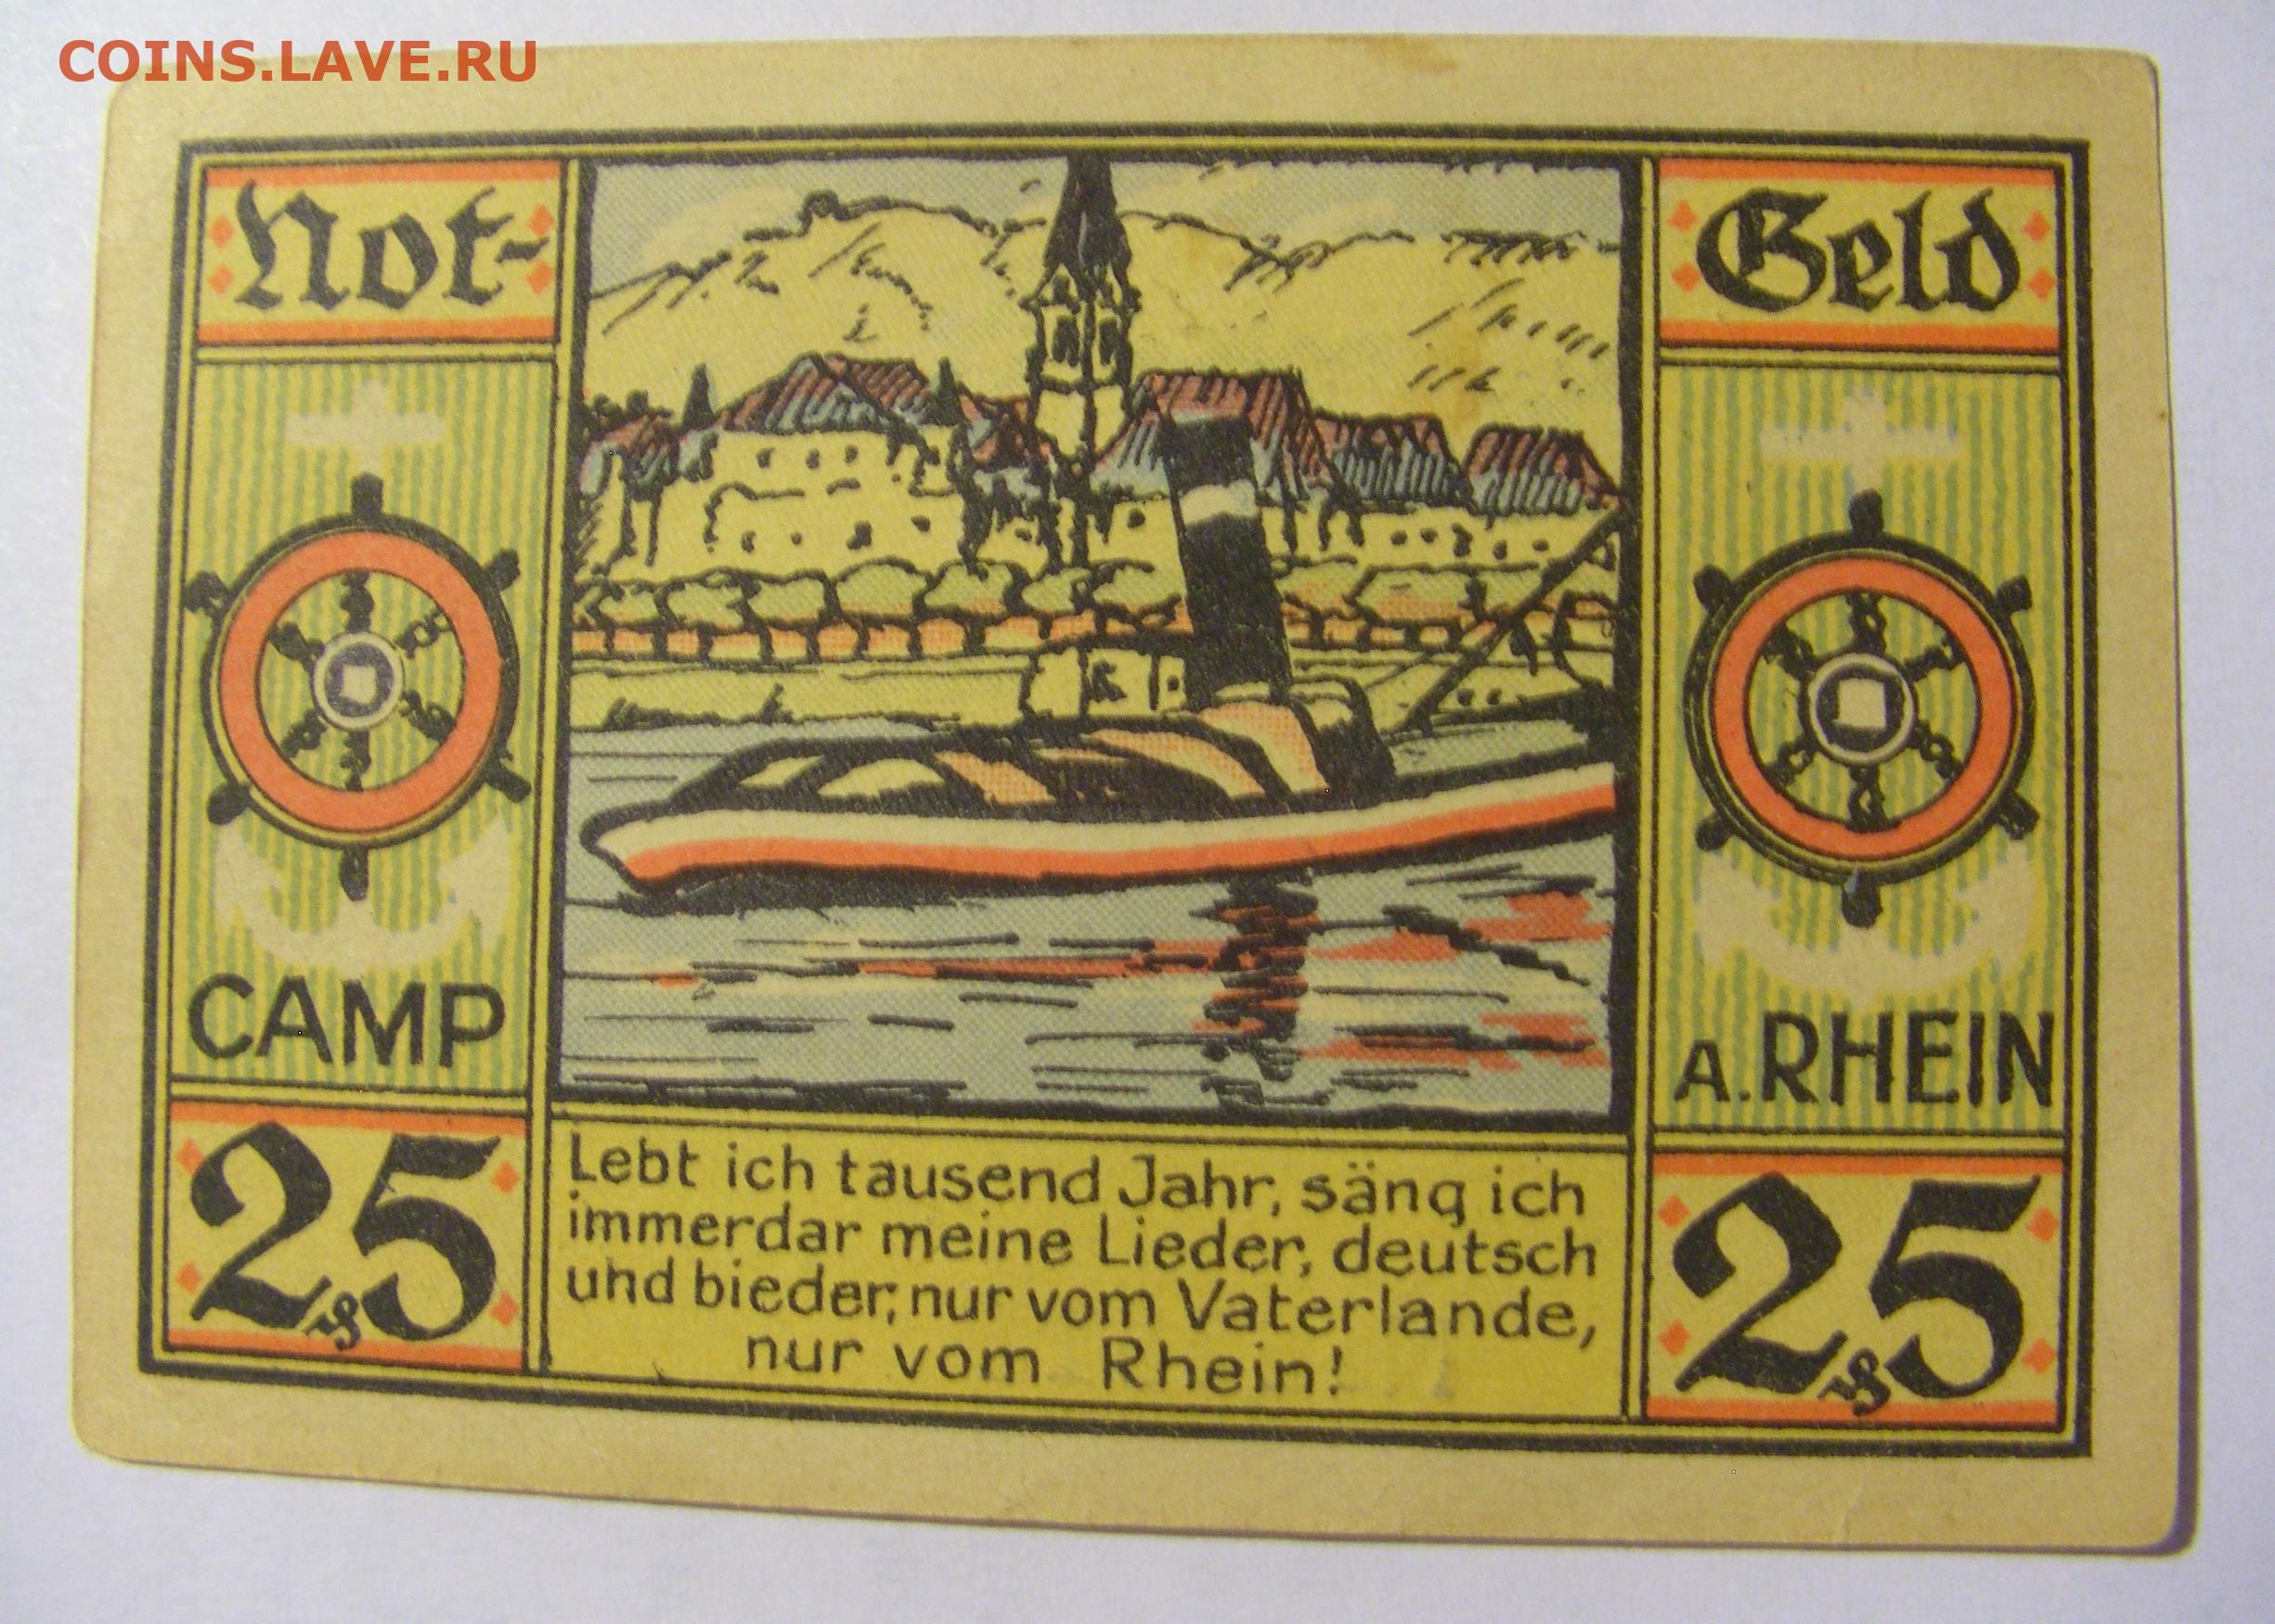 COINS.LAVE.RU
Not-
Geld
CAMP
A.RHEIN
25 ₰
25 ₰
Lebt ich tausend Jahr, säng ich
immerdar meine Lieder, deutsch
und bieder, nur vom Vaterlande,
nur vom Rhein!